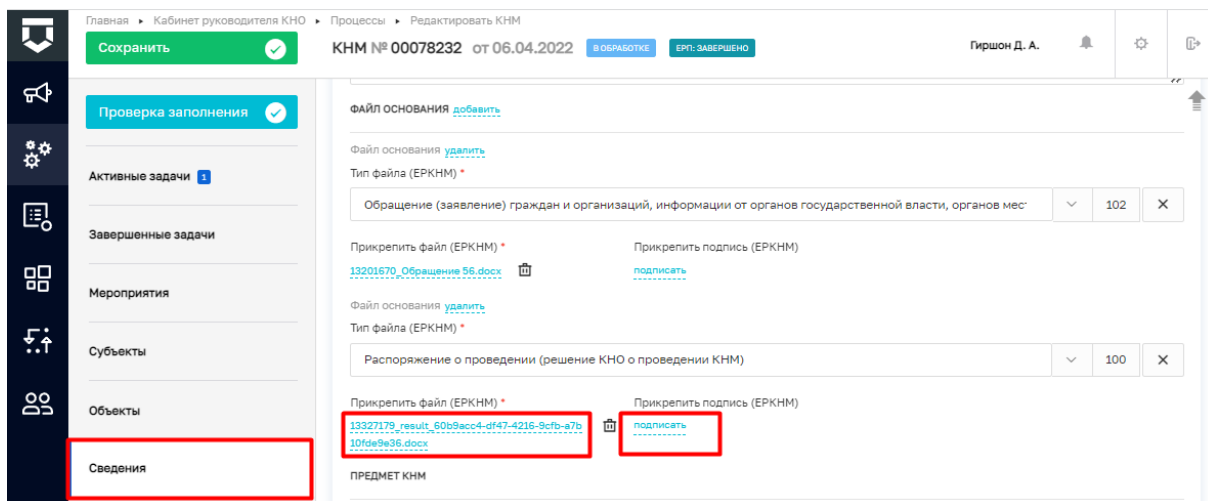 Главная ▸ Кабинет руководителя КНО ▸ Процессы ▸ Редактировать КНМ
Сохранить
КНМ № 00078232 от 06.04.2022 В ОБРАБОТКЕ ЕРП: ЗАВЕРШЕНО
Гиршон Д. А.
Проверка заполнения
Активные задачи 1
Завершенные задачи
Мероприятия
Субъекты
Объекты
Сведения
ФАЙЛ ОСНОВАНИЯ добавить
Файл основания удалить
Тип файла (ЕРКНМ) *
Обращение (заявление) граждан и организаций, информации от органов государственной власти, органов мес 102
Прикрепить файл (ЕРКНМ) * Прикрепить подпись (ЕРКНМ)
13201670_Обращение 56.docx подписать
Файл основания удалить
Тип файла (ЕРКНМ) *
Распоряжение о проведении (решение КНО о проведении КНМ) 100
Прикрепить файл (ЕРКНМ) * Прикрепить подпись (ЕРКНМ)
13327179_result_60b9acc4-df47-4216-9cfb-a7b подписать
10fde9e36.docx
ПРЕДМЕТ КНМ